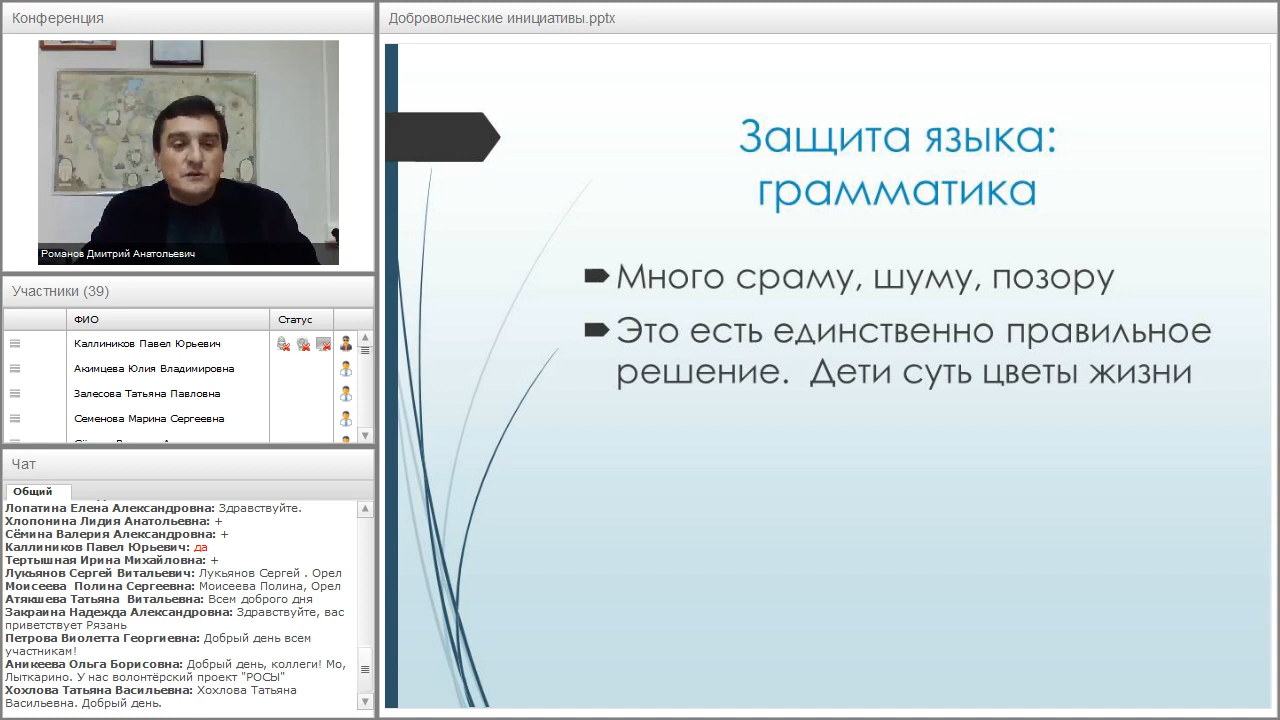 Конференция
Романов Дмитрий Анатольевич
Участники (39)
ФИО
Статус
Каллиников Павел Юрьевич
Акимцева Юлия Владимировна
Залесова Татьяна Павловна
Семенова Марина Сергеевна
Чат
Общий
Лопатина Елена Александровна: Здравствуйте.
Хлопонина Лидия Анатольевна: +
Сёмина Валерия Александровна: +
Каллиников Павел Юрьевич: да
Тертышная Ирина Михайловна: +
Лукьянов Сергей Витальевич: Лукьянов Сергей . Орел
Моисеева Полина Сергеевна: Моисеева Полина, Орел
Атякшева Татьяна Витальевна: Всем доброго дня
Закраина Надежда Александровна: Здравствуйте, вас
приветствует Рязань
Петрова Виолетта Георгиевна: Добрый день всем
участникам!
Аникеева Ольга Борисовна: Добрый день, коллеги! Мо,
Лыткарино. У нас волонтёрский проект "РОСЫ"
Хохлова Татьяна Васильевна: Хохлова Татьяна
Васильевна. Добрый день.
Добровольческие инициативы.pptx
Защита языка:
грамматика
Много сраму, шуму, позору
Это есть единственно правильное
решение. Дети суть цветы жизни